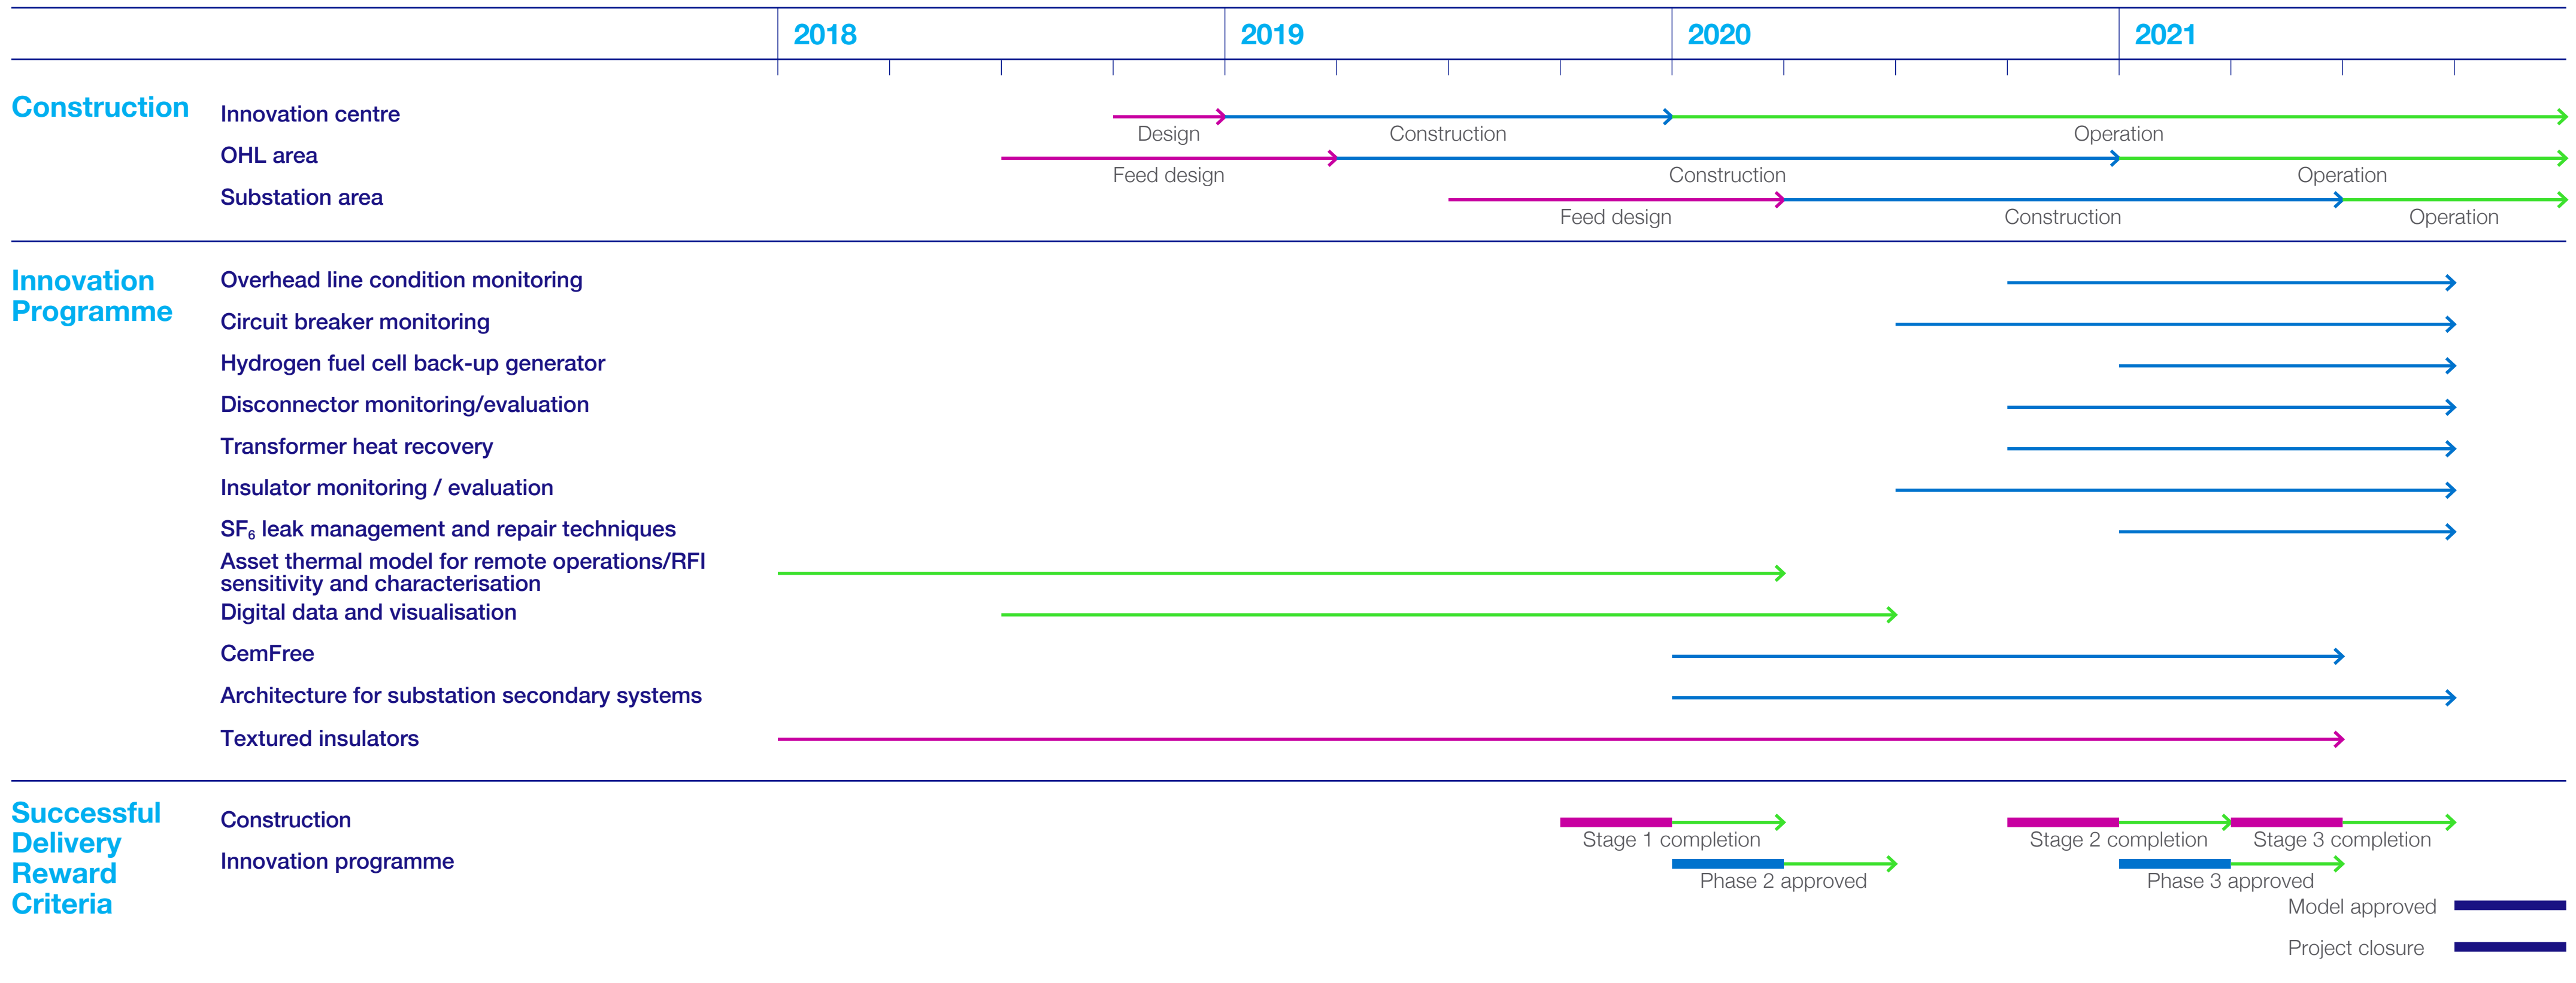 2018 2019 2020 2021
Construction
Innovation centre
Design Construction Operation
OHL area
Feed design Construction Operation
Substation area
Feed design Construction Operation
Innovation
Programme
Overhead line condition monitoring
Circuit breaker monitoring
Hydrogen fuel cell back-up generator
Disconnector monitoring/evaluation
Transformer heat recovery
Insulator monitoring / evaluation
SF₆ leak management and repair techniques
Asset thermal model for remote operations/RFI
sensitivity and characterisation
Digital data and visualisation
CemFree
Architecture for substation secondary systems
Textured insulators
Successful
Delivery
Reward
Criteria
Construction
Stage 1 completion Stage 2 completion Stage 3 completion
Innovation programme
Phase 2 approved Phase 3 approved
Model approved
Project closure